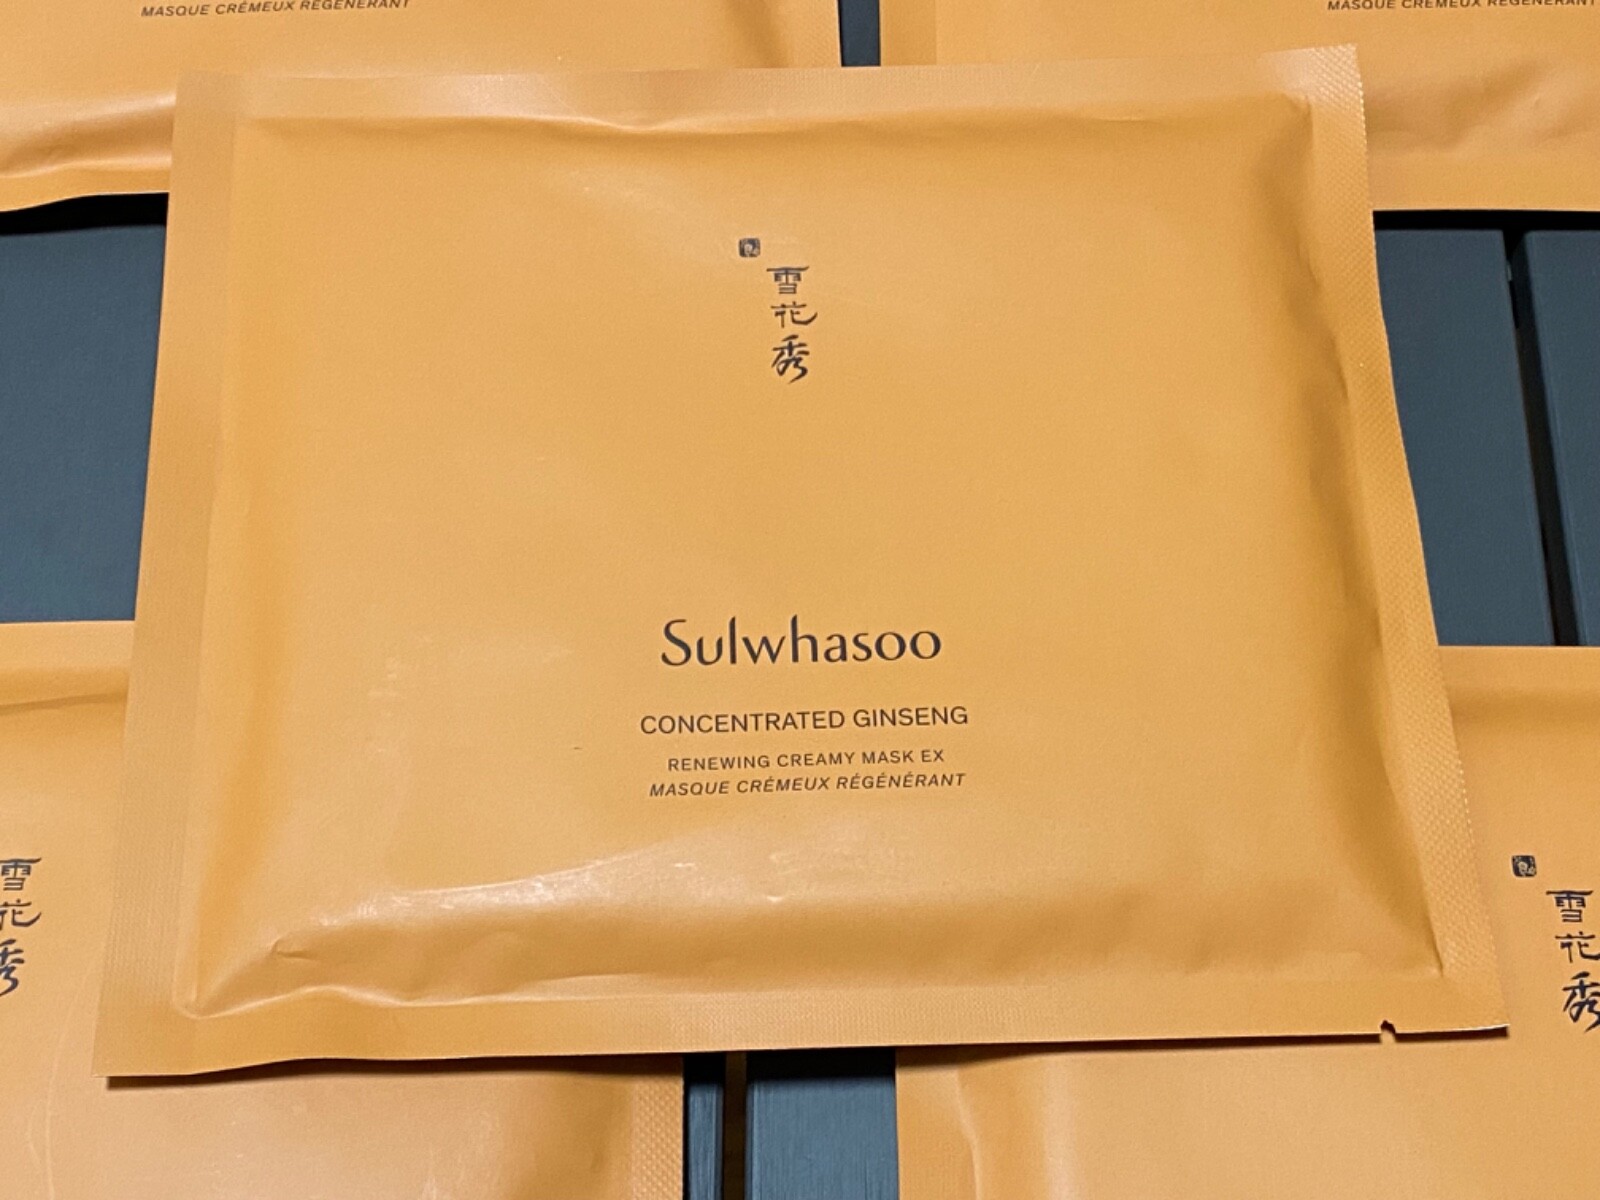 MASQUE CRÉMEUX RÉGÉNÉRANT
MASQUE CRÉMEUX RÉGÉNÉRANT
雪花秀
Sulwhasoo
CONCENTRATED GINSENG
RENEWING CREAMY MASK EX
MASQUE CRÉMEUX RÉGÉNÉRANT
雪花秀
雪花秀